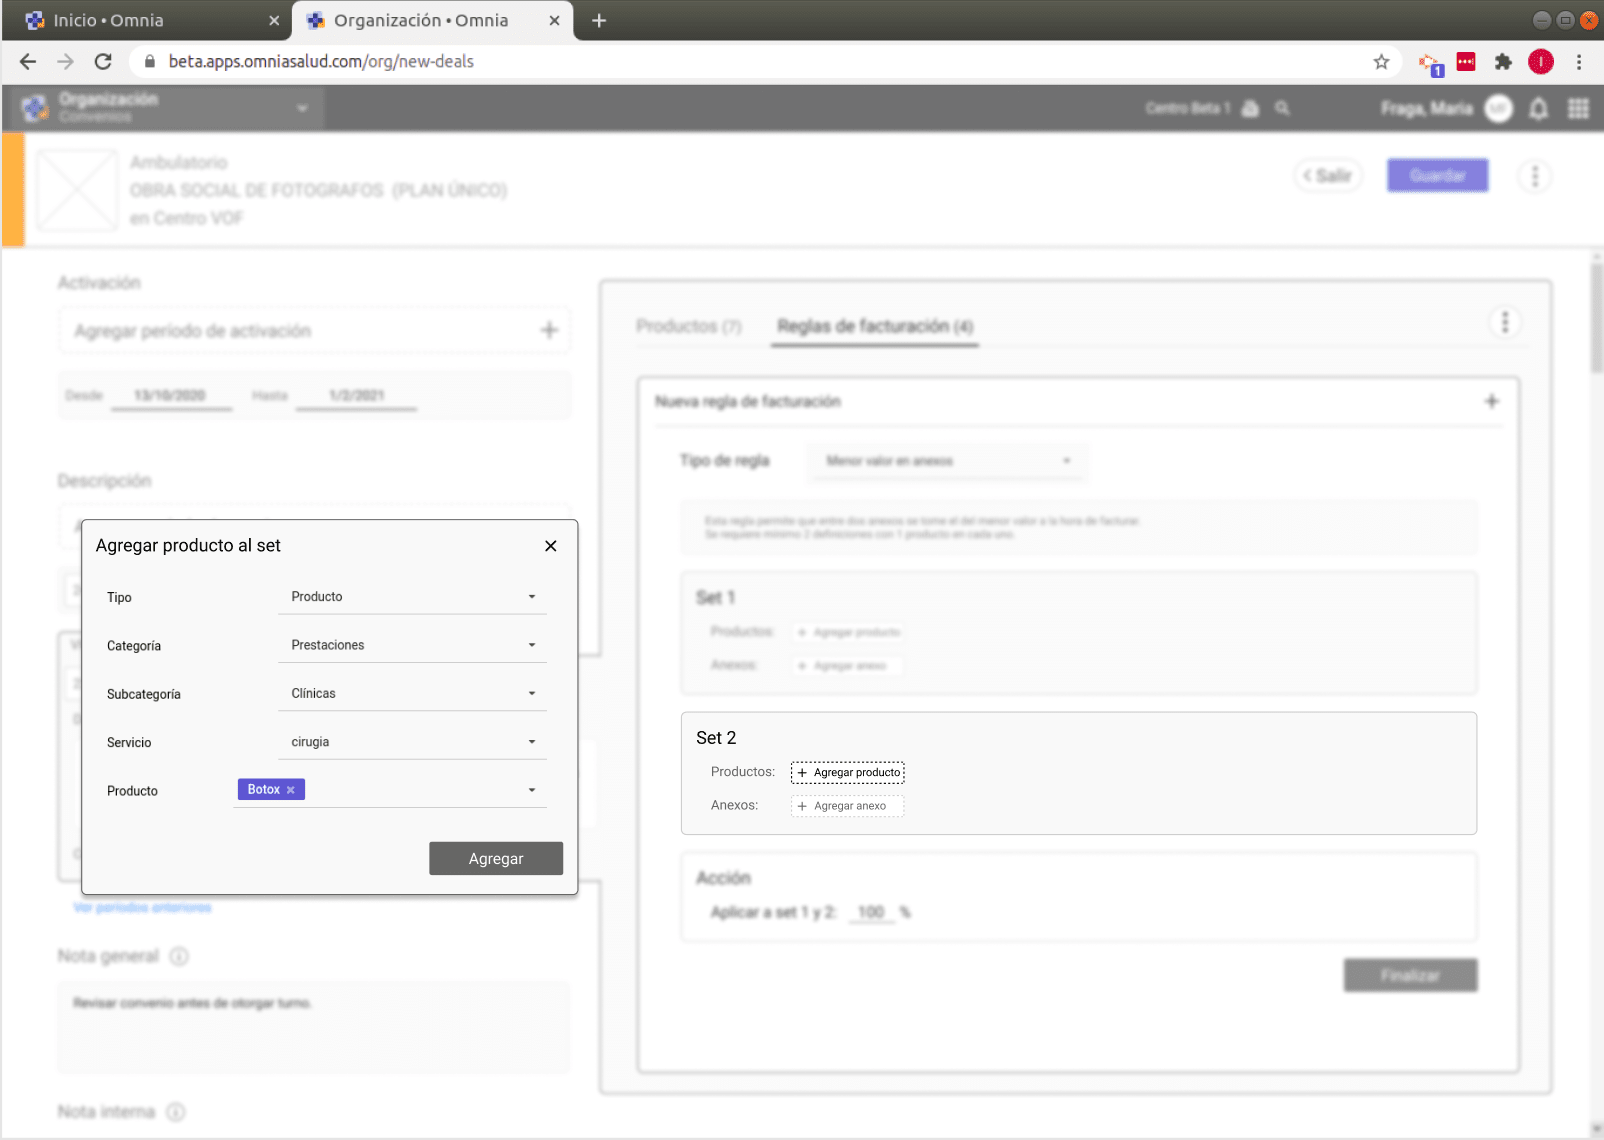 Inicio • Omnia
Organización • Omnia
beta.apps.omniasalud.com/org/new-deals
1
I
Organización
Convenios
Centro Beta 1
Fraga, Maria
Ambulatorio
OBRA SOCIAL DE FOTOGRAFOS (PLAN ÚNICO)
en Centro VOF
Salir
Guardar
Activación
Agregar período de activación
Desde 13/10/2020 Hasta 1/2/2021
Descripción
Agregar producto al set
Tipo Producto
Categoría Prestaciones
Subcategoría Clínicas
Servicio cirugia
Producto Botox
Agregar
Ver períodos anteriores
Nota general
Revisar convenio antes de otorgar turno.
Nota interna
Productos (7)
Reglas de facturación (4)
Nueva regla de facturación
Tipo de regla Menor valor en anexos
Esta regla permite que entre dos anexos se tome el del menor valor a la hora de facturar.
Se requiere mínimo 2 definiciones con 1 producto en cada uno.
Set 1
Productos: + Agregar producto
Anexos: + Agregar anexo
Set 2
Productos: + Agregar producto
Anexos: + Agregar anexo
Acción
Aplicar a set 1 y 2: 100 %
Finalizar